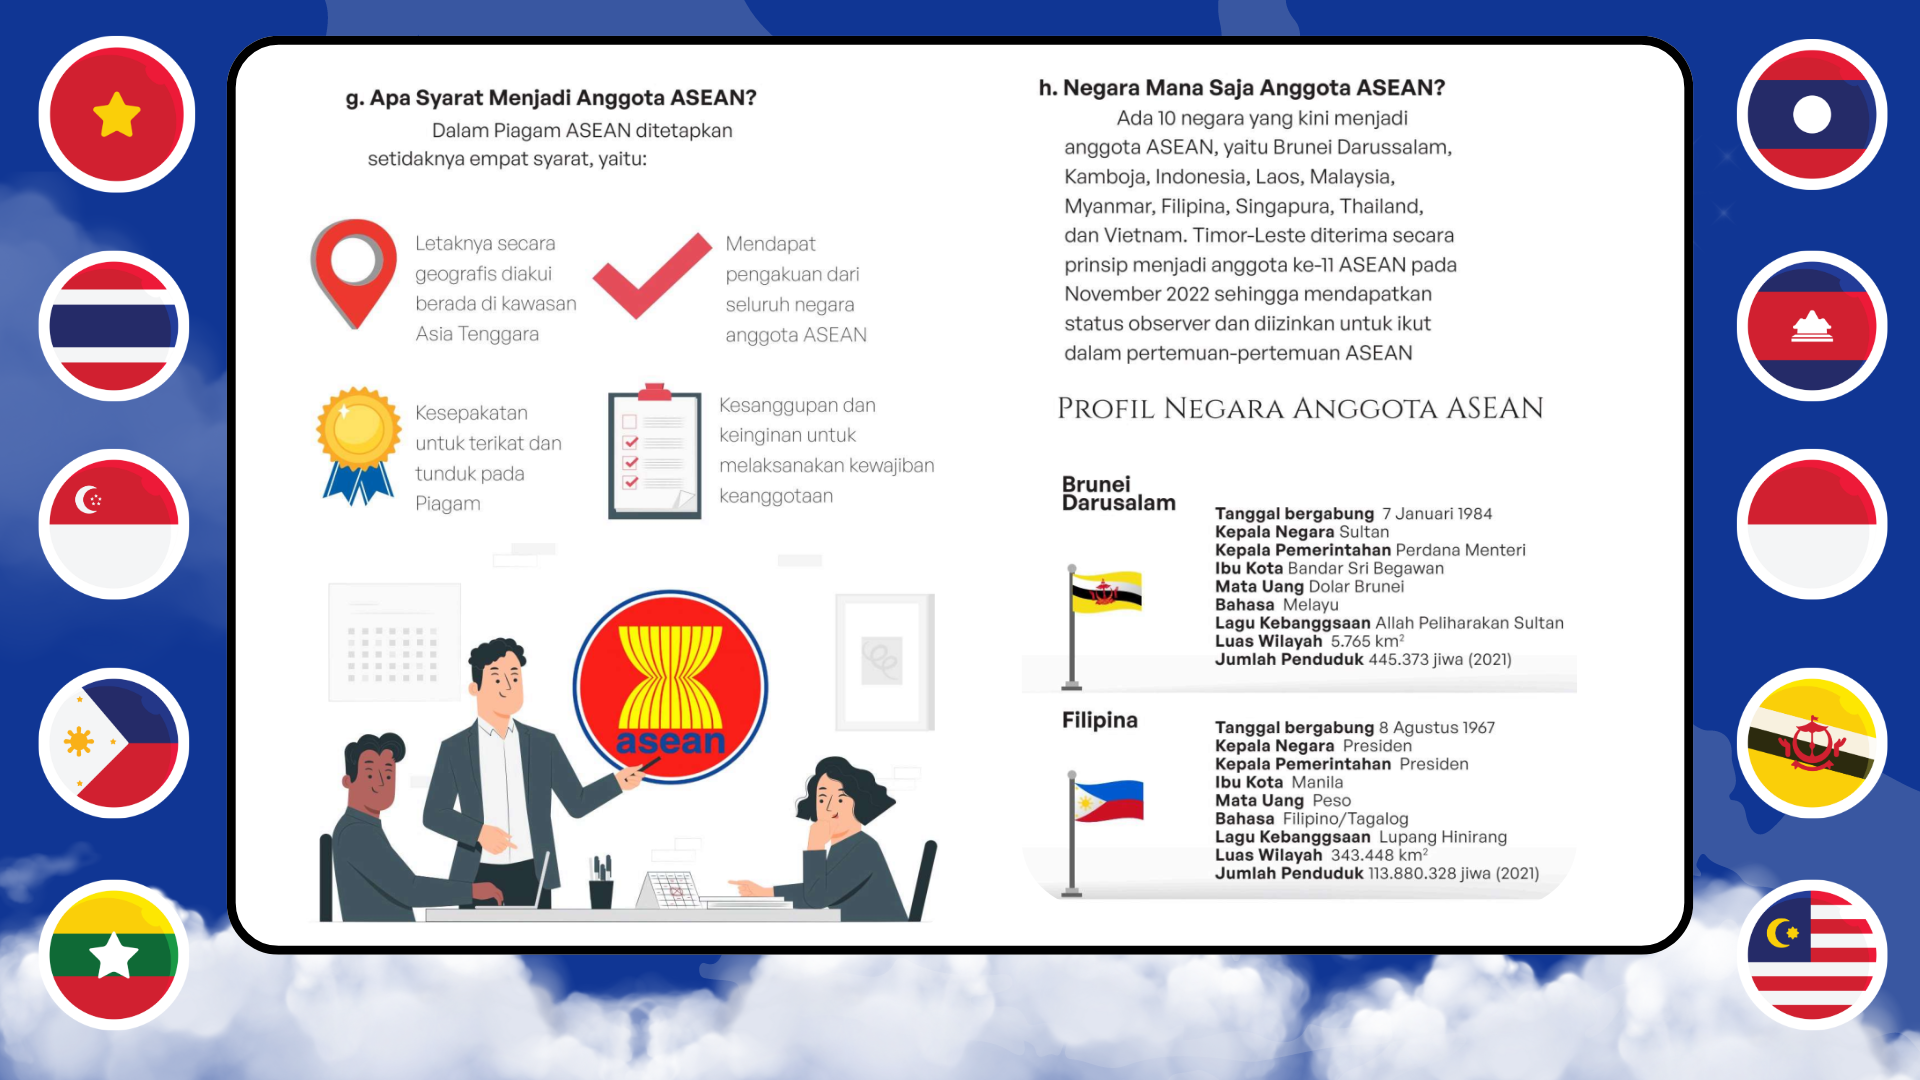 g. Apa Syarat Menjadi Anggota ASEAN?
Dalam Piagam ASEAN ditetapkan
setidaknya empat syarat, yaitu:
Letaknya secara
geografis diakui
berada di kawasan
Asia Tenggara
Mendapat
pengakuan dari
seluruh negara
anggota ASEAN
Kesepakatan
untuk terikat dan
tunduk pada
Piagam
Kesanggupan dan
keinginan untuk
melaksanakan kewajiban
keanggotaan
asean
h. Negara Mana Saja Anggota ASEAN?
Ada 10 negara yang kini menjadi
anggota ASEAN, yaitu Brunei Darussalam,
Kamboja, Indonesia, Laos, Malaysia,
Myanmar, Filipina, Singapura, Thailand,
dan Vietnam. Timor-Leste diterima secara
prinsip menjadi anggota ke-11 ASEAN pada
November 2022 sehingga mendapatkan
status observer dan diizinkan untuk ikut
dalam pertemuan-pertemuan ASEAN
PROFIL NEGARA ANGGOTA ASEAN
Brunei
Darusalam
Tanggal bergabung 7 Januari 1984
Kepala Negara Sultan
Kepala Pemerintahan Perdana Menteri
Ibu Kota Bandar Sri Begawan
Mata Uang Dolar Brunei
Bahasa Melayu
Lagu Kebanggsaan Allah Peliharakan Sultan
Luas Wilayah 5.765 km²
Jumlah Penduduk 445.373 jiwa (2021)
Filipina
Tanggal bergabung 8 Agustus 1967
Kepala Negara Presiden
Kepala Pemerintahan Presiden
Ibu Kota Manila
Mata Uang Peso
Bahasa Filipino/Tagalog
Lagu Kebanggsaan Lupang Hinirang
Luas Wilayah 343.448 km²
Jumlah Penduduk 113.880.328 jiwa (2021)